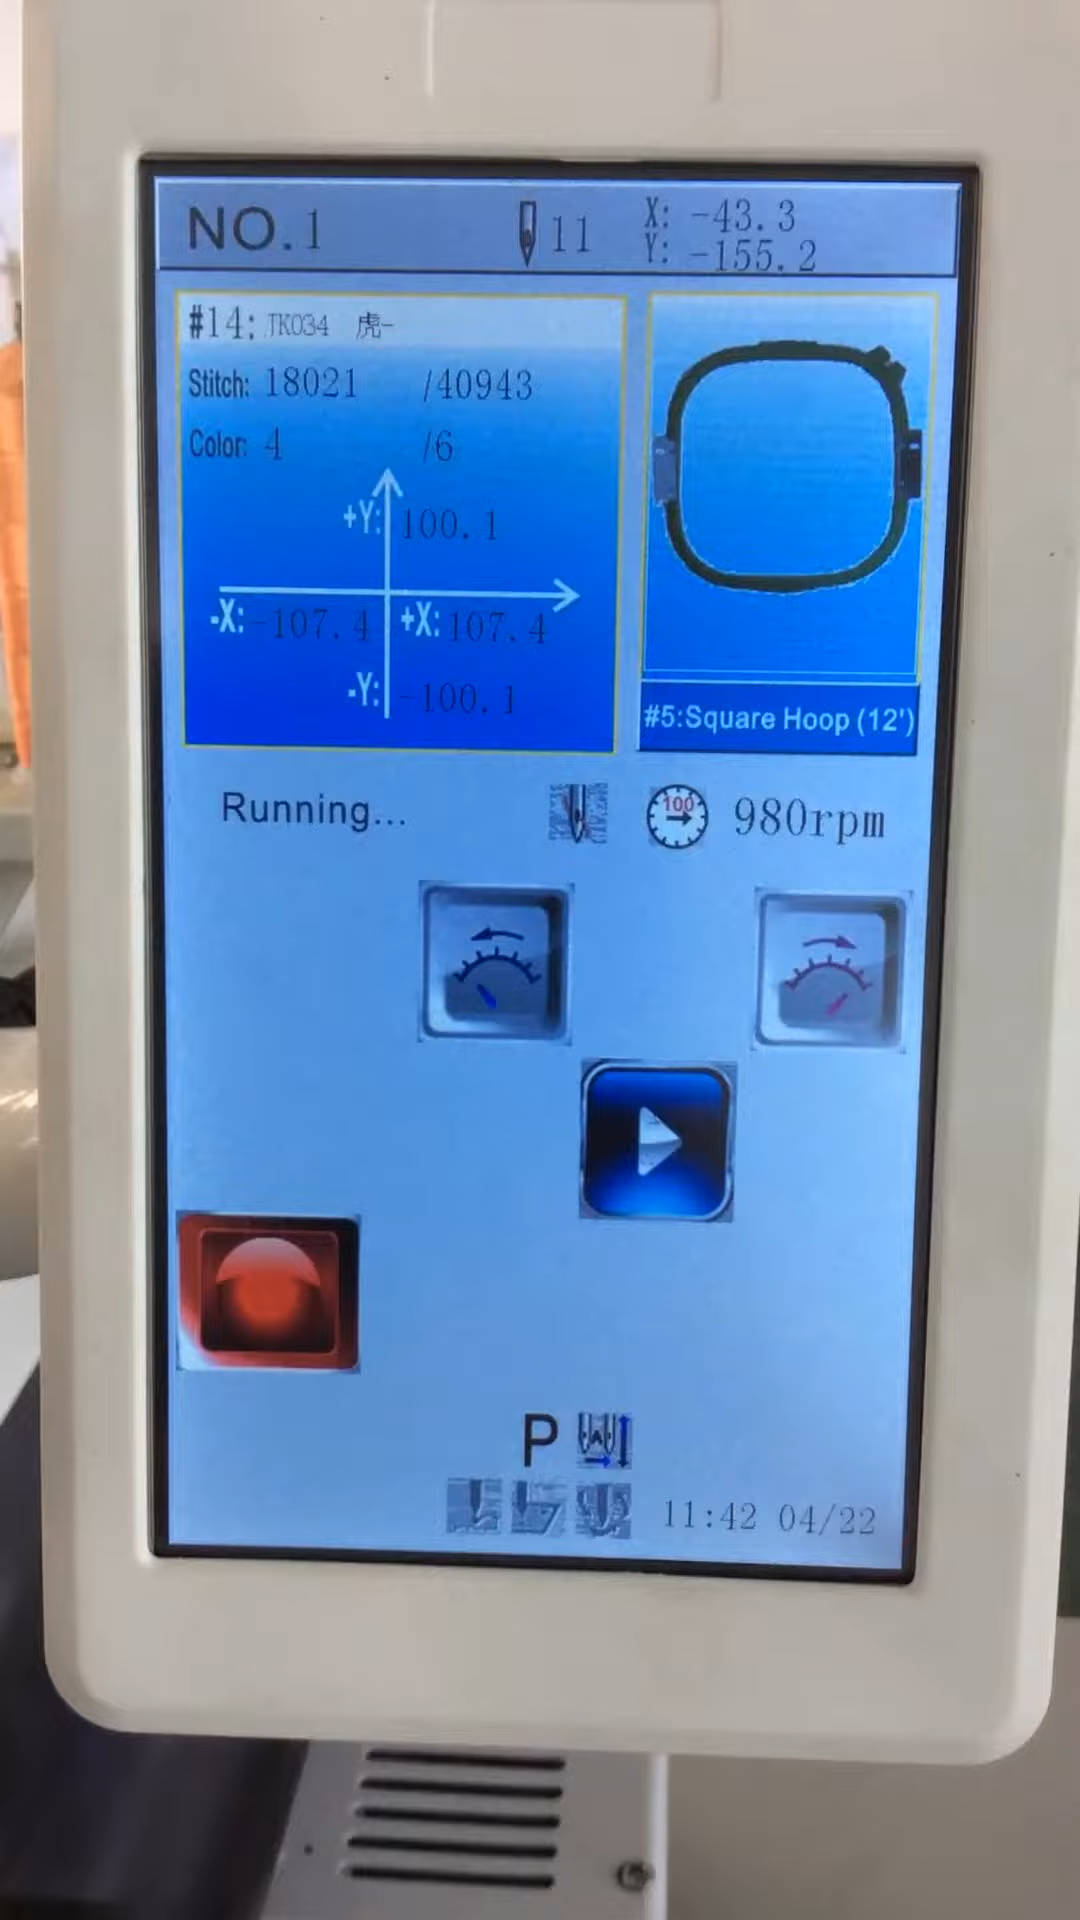 NO.1 11 X: -43.3
Y: -155.2
#14: JK034 虎-
Stitch: 18021 /40943
Color: 4 /6
+Y: 100.1
-X: -107.4 +X: 107.4
-Y: -100.1
#5:Square Hoop (12')
Running... 100 980rpm
P A
11:42 04/22